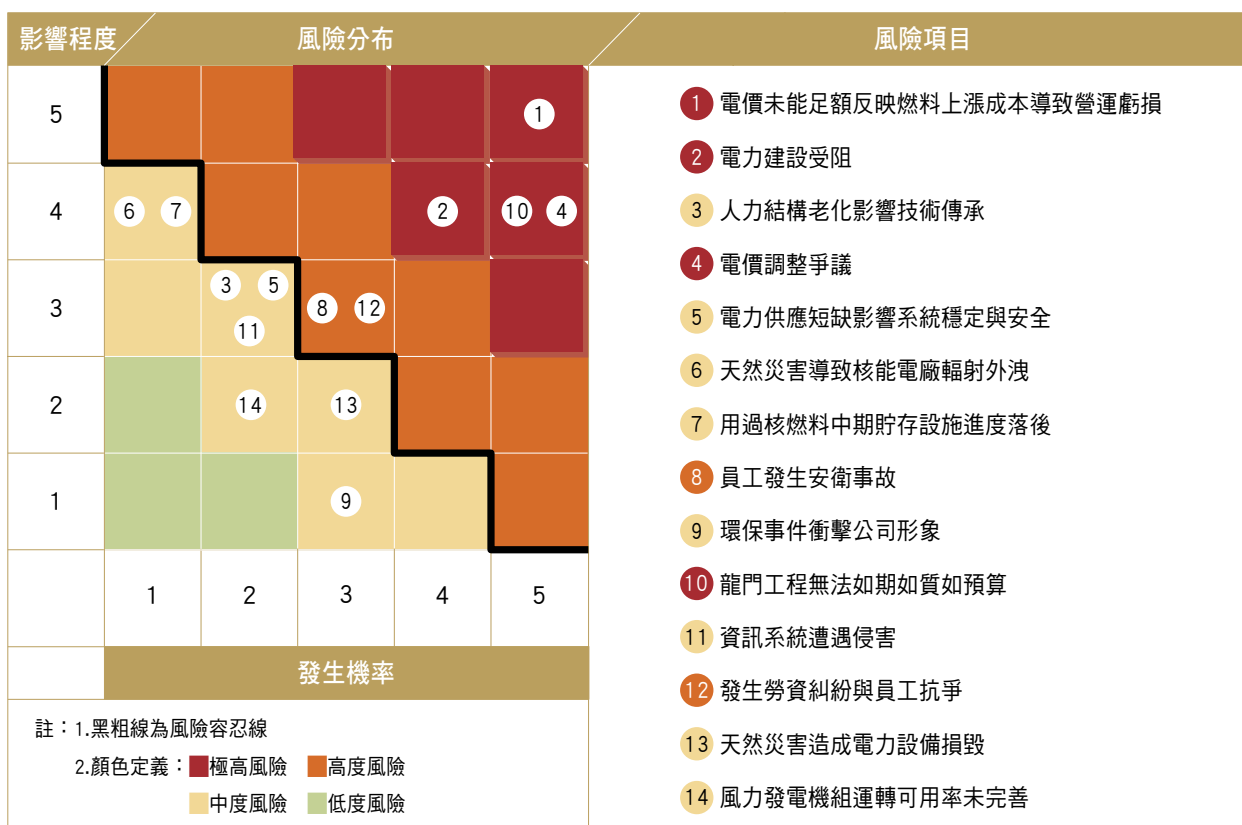 影響程度 風險分布 風險項目
5 1
4 6 7 2 10 4
3 3 5 8 12
11
2 14 13
1 9
1 2 3 4 5
發生機率
註：1.黑粗線為風險容忍線
2.顏色定義：極高風險 高度風險
中度風險 低度風險
1 電價未能足額反映燃料上漲成本導致營運虧損
2 電力建設受阻
3 人力結構老化影響技術傳承
4 電價調整爭議
5 電力供應短缺影響系統穩定與安全
6 天然災害導致核能電廠輻射外洩
7 用過核燃料中期貯存設施進度落後
8 員工發生安衛事故
9 環保事件衝擊公司形象
10 龍門工程無法如期如質如預算
11 資訊系統遭遇侵害
12 發生勞資糾紛與員工抗爭
13 天然災害造成電力設備損毀
14 風力發電機組運轉可用率未完善